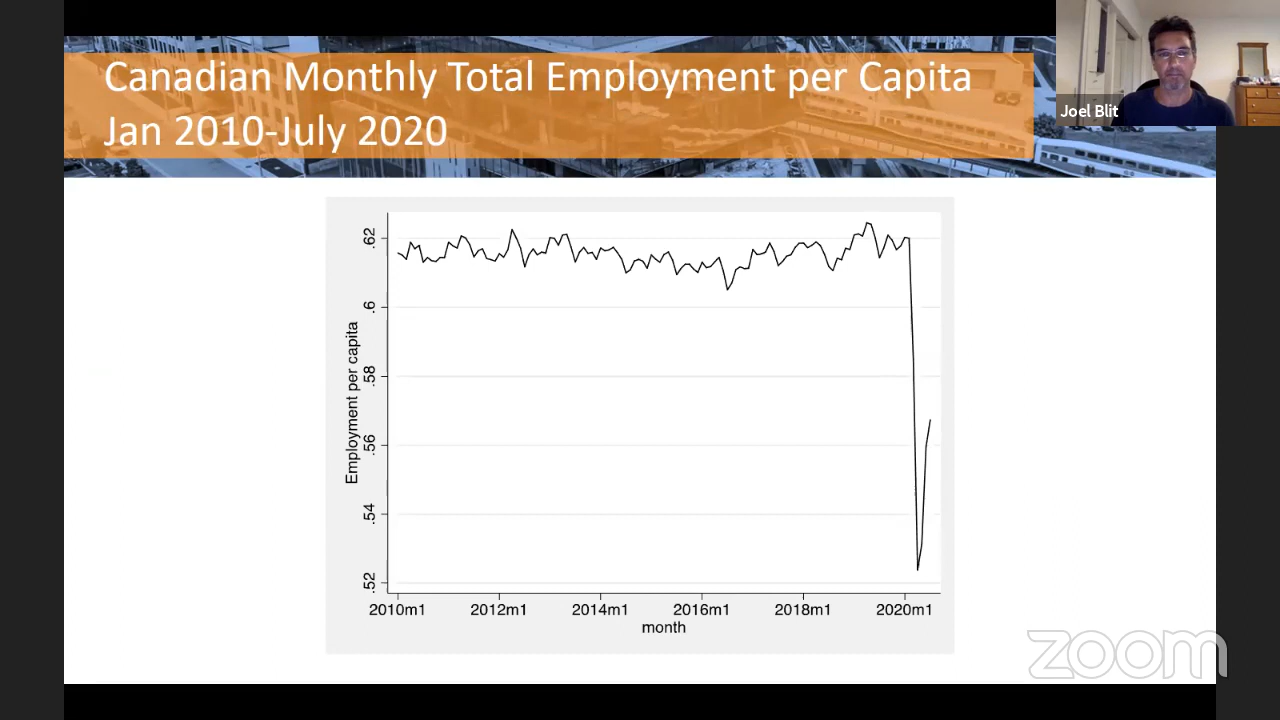 Canadian Monthly Total Employment per Capita
Jan 2010-July 2020
Joel Blit
Employment per capita
.62
.6
.58
.56
.54
.52
2010m1 2012m1 2014m1 2016m1 2018m1 2020m1
month
zoom